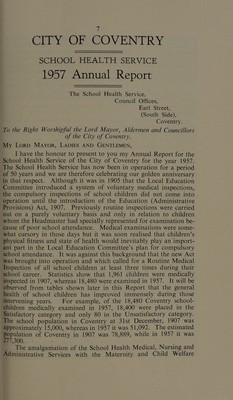 7
CITY OF COVENTRY
SCHOOL HEALTH SERVICE
1957 Annual Report
The School Health Service,
Council Offices,
Earl Street,
(South Side),
Coventry.
To the Right Worshipful the Lord Mayor, Aldermen and Councillors
of the City of Coventry.
MY LORD MAYOR, LADIES AND GENTLEMEN,
I have the honour to present to you my Annual Report for the
School Health Service of the City of Coventry for the year 1957.
The School Health Service has now been in operation for a period
of 50 years and we are therefore celebrating our golden anniversary
in that respect. Although it was in 1905 that the Local Education
Committee introduced a system of voluntary medical inspections,
the compulsory inspections of school children did not come into
operation until the introduction of the Education (Administrative
Provisions) Act, 1907. Previously routine inspections were carried
out on a purely voluntary basis and only in relation to children
whom the Headmaster had specially represented for examination be-
cause of poor school attendance. Medical examinations were some-
what cursory in those days but it was soon realised that children's
physical fitness and state of health would inevitably play an import-
ant part in the Local Education Committee's plan for compulsory
school attendance. It was against this background that the new Act
was brought into operation and which called for a Routine Medical
Inspection of all school children at least three times during their
school career. Statistics show that 1,961 children were medically
inspected in 1907, whereas 18,480 were examined in 1957. It will be
observed from tables shown later in this Report that the general
health of school children has improved immensely during those
intervening years. For example, of the 18,480 Coventry school-
children medically examined in 1957, 18,400 were placed in the
Satisfactory category and only 80 in the Unsatisfactory category.
The school population in Coventry at 31st December, 1907 was
approximately 15,000, whereas in 1957 it was 51,092. The estimated
population of Coventry in 1907 was 78,889, while in 1957 it was
277,300.
The amalgamation of the School Health Medical, Nursing and
Administrative Services with the Maternity and Child Welfare